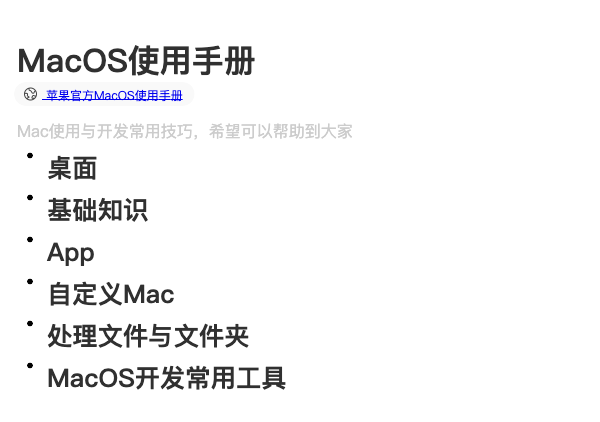 MacOS使用手册
苹果官方MacOS使用手册
Mac使用与开发常用技巧，希望可以帮助到大家
桌面
基础知识
App
自定义Mac
处理文件与文件夹
MacOS开发常用工具